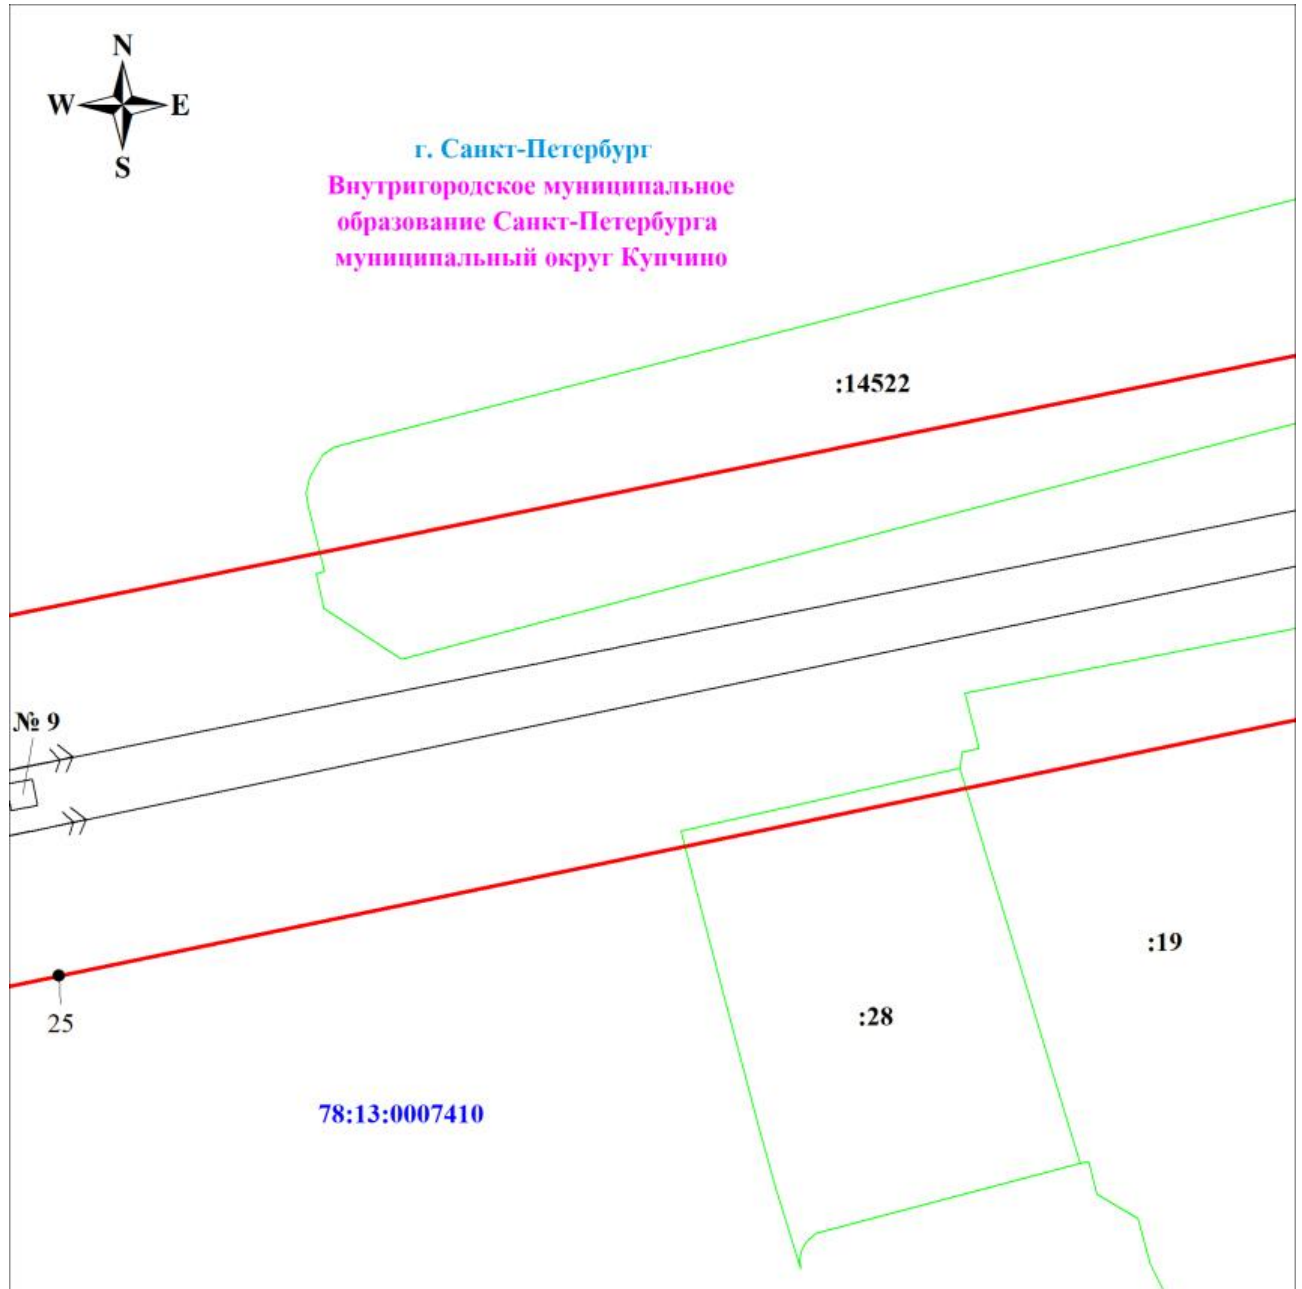 N
W E
S
г. Санкт-Петербург
Внутригородское муниципальное
образование Санкт-Петербурга
муниципальный округ Купчино
:14522
№ 9
:19
:28
25
78:13:0007410